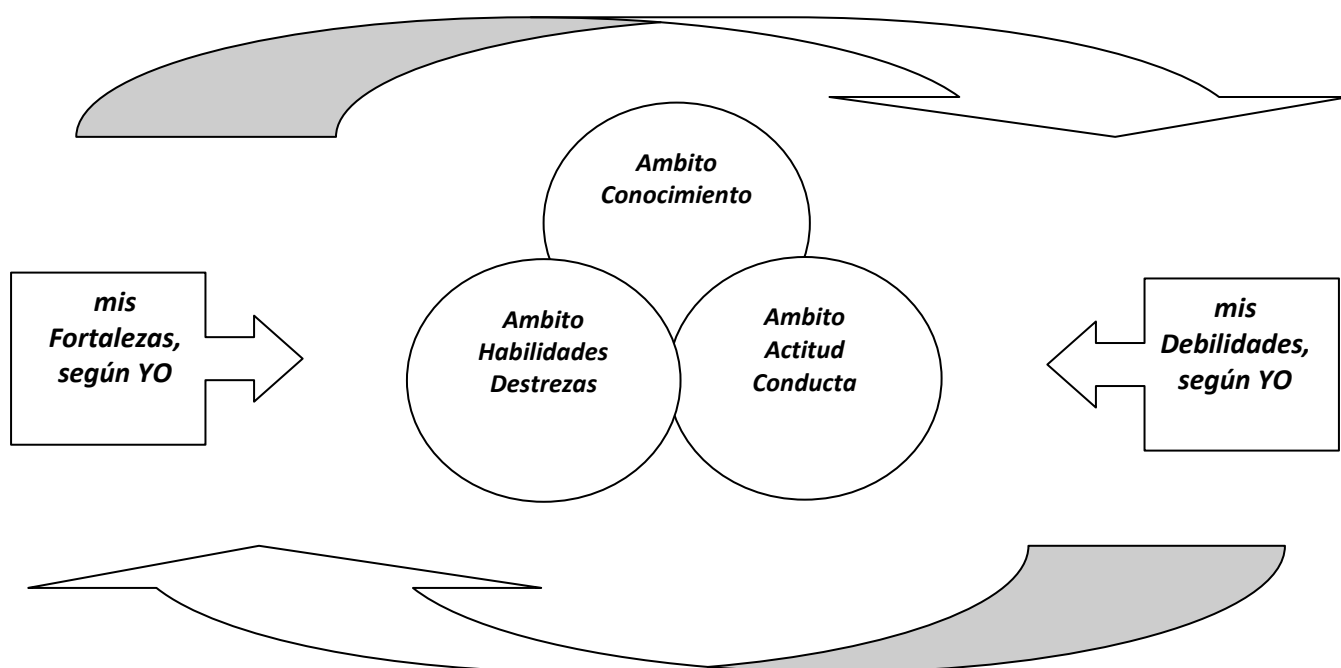 Ambito
Conocimiento
mis
Fortalezas,
según YO
Ambito
Habilidades
Destrezas
Ambito
Actitud
Conducta
mis
Debilidades,
según YO